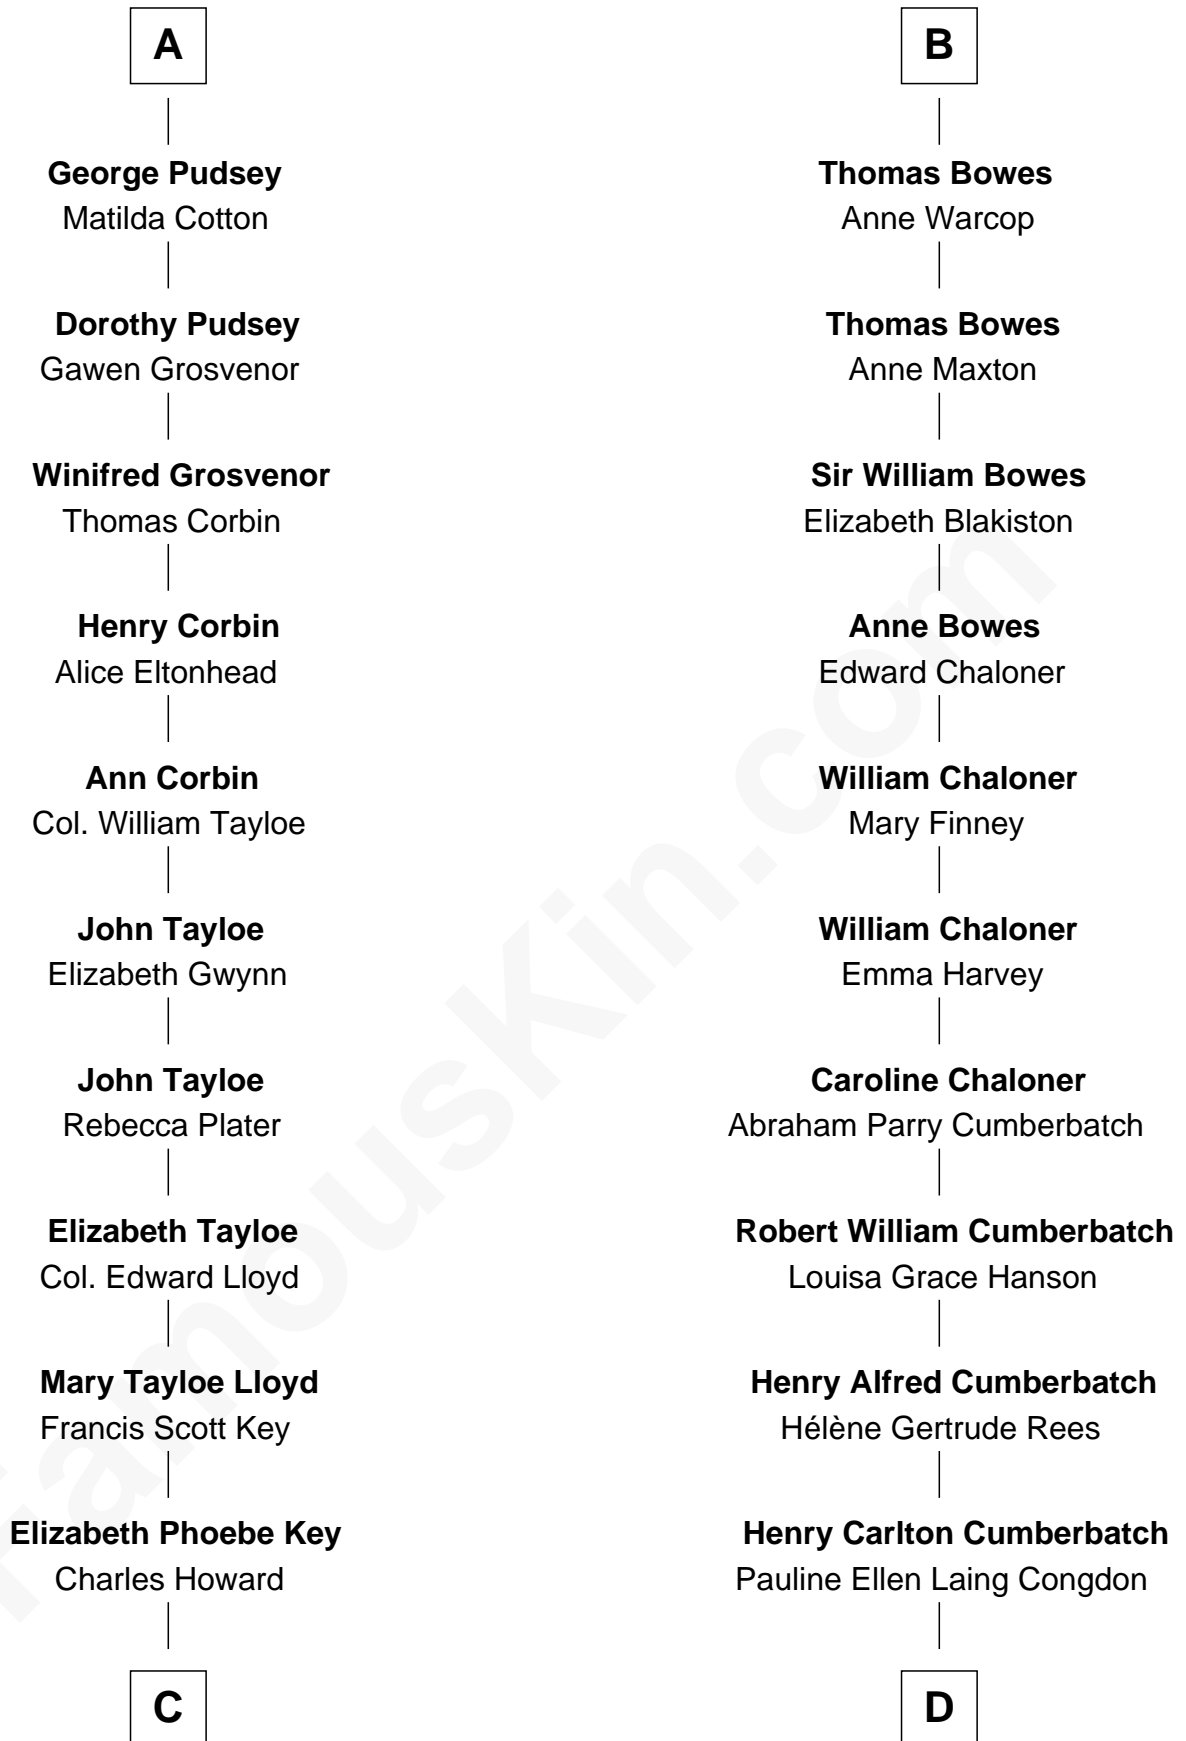 A
George Pudsey
Matilda Cotton
Dorothy Pudsey
Gawen Grosvenor
Winifred Grosvenor
Thomas Corbin
Henry Corbin
Alice Eltonhead
Ann Corbin
Col. William Tayloe
John Tayloe
Elizabeth Gwynn
John Tayloe
Rebecca Plater
Elizabeth Tayloe
Col. Edward Lloyd
Mary Tayloe Lloyd
Francis Scott Key
Elizabeth Phoebe Key
Charles Howard
C
B
Thomas Bowes
Anne Warcop
Thomas Bowes
Anne Maxton
Sir William Bowes
Elizabeth Blakiston
Anne Bowes
Edward Chaloner
William Chaloner
Mary Finney
William Chaloner
Emma Harvey
Caroline Chaloner
Abraham Parry Cumberbatch
Robert William Cumberbatch
Louisa Grace Hanson
Henry Alfred Cumberbatch
Hélène Gertrude Rees
Henry Carlton Cumberbatch
Pauline Ellen Laing Congdon
D
FamousKin.com